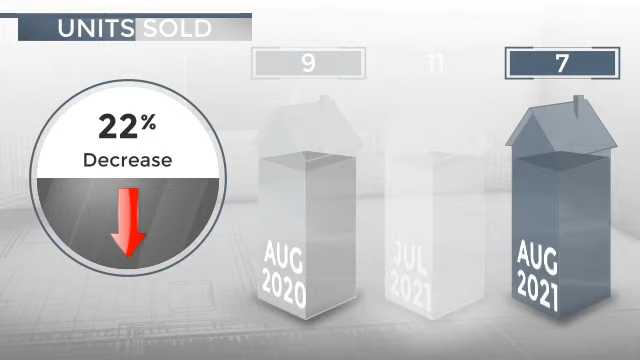 UNITS SOLD
9
11
7
22%
Decrease
AUG
2020
JUL
2021
AUG
2021